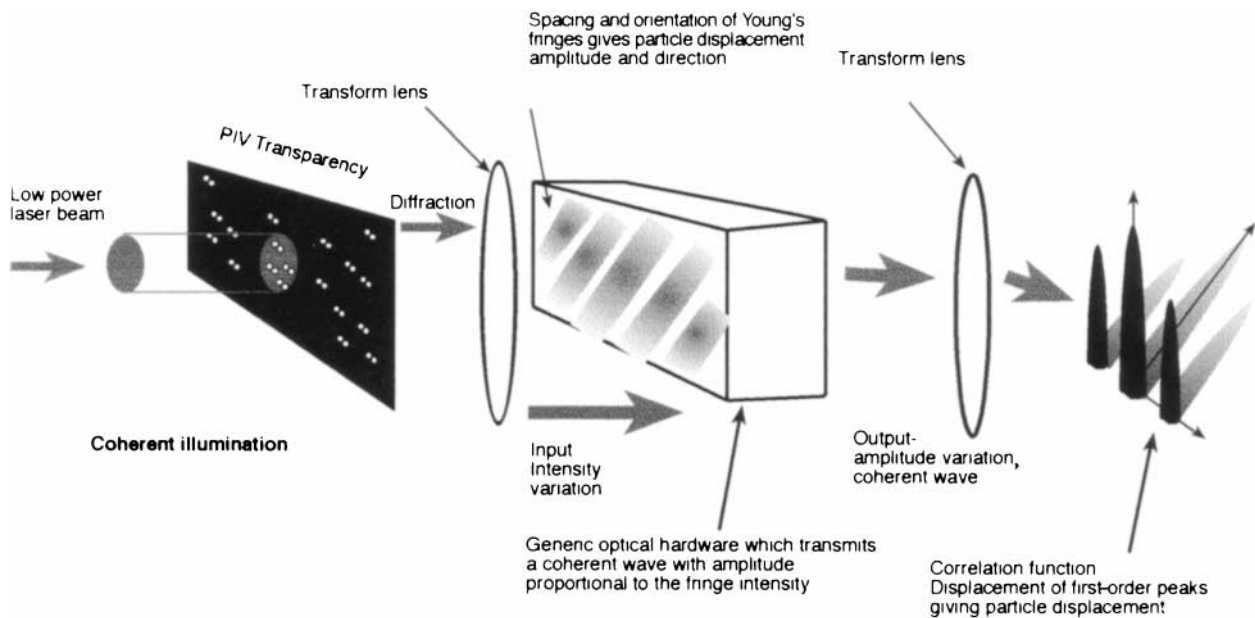 Spacing and orientation of Young's
fringes gives particle displacement
amplitude and direction
Transform lens
Transform lens
PIV Transparency
Low power
laser beam
Diffraction
Coherent illumination
Input
Intensity
variation
Output-
amplitude variation,
coherent wave
Generic optical hardware which transmits
a coherent wave with amplitude
proportional to the fringe intensity
Correlation function
Displacement of first-order peaks
giving particle displacement